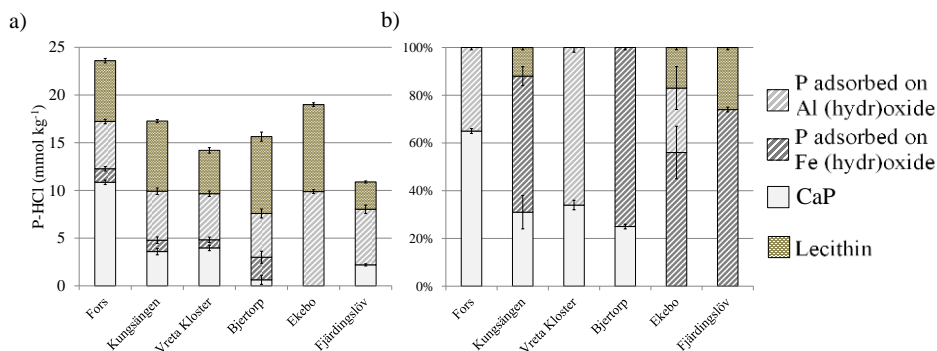 a)
b)
P-HCl (mmol kg-1)
25
20
15
10
5
0
Fors
Kungsängen
Vreta Kloster
Bjertorp
Ekebo
Fjärdingslöv
100%
80%
60%
40%
20%
0%
Fors
Kungsängen
Vreta Kloster
Bjertorp
Ekebo
Fjärdingslöv
P adsorbed on
Al (hydr)oxide
P adsorbed on
Fe (hydr)oxide
CaP
Lecithin